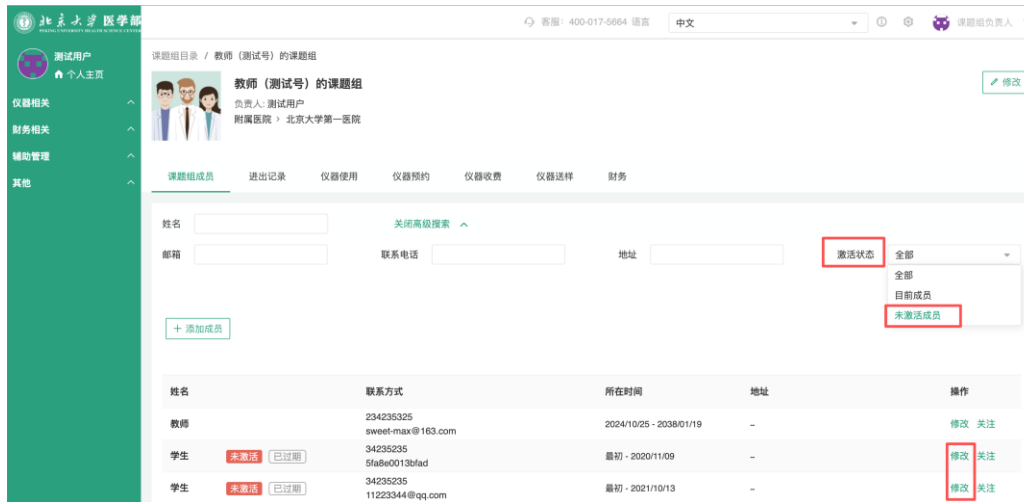 北京大学医学部
PEKING UNIVERSITY HEALTH SCIENCE CENTER
客服：400-017-5664 语言 中文 课题组负责人
测试用户
个人主页
仪器相关
财务相关
辅助管理
其他
课题组目录 / 教师（测试号）的课题组
教师（测试号）的课题组
负责人: 测试用户
附属医院 › 北京大学第一医院
修改
课题组成员 进出记录 仪器使用 仪器预约 仪器收费 仪器送样 财务
姓名 关闭高级搜索
邮箱 联系电话 地址 激活状态 全部
全部
目前成员
未激活成员
+ 添加成员
姓名 联系方式 所在时间 地址 操作
教师 234235325 sweet-max@163.com 2024/10/25 - 2038/01/19 – 修改 关注
学生 未激活 已过期 34235235 5fa8e0013bfad 最初 - 2020/11/09 – 修改 关注
学生 未激活 已过期 34235235 11223344@qq.com 最初 - 2021/10/13 – 修改 关注